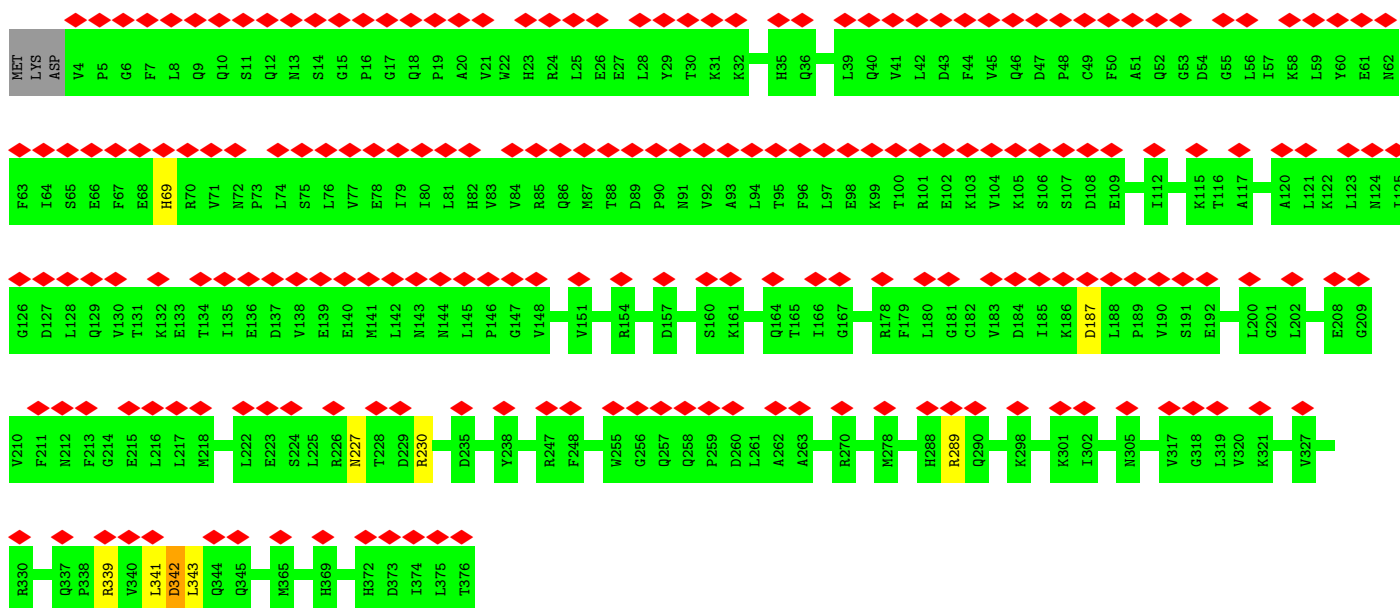 MET LYS ASP V4 P5 G6 F7 L8 Q9 Q10 S11 Q12 N13 S14 G15 P16 G17 Q18 P19 A20 V21 W22 H23 R24 L25 E26 E27 L28 Y29 T30 K31 K32 H35 Q36 L39 Q40 V41 L42 D43 F44 V45 Q46 D47 P48 C49 F50 A51 Q52 G53 D54 G55 L56 I57 K58 L59 Y60 E61 N62
F63 I64 S65 E66 F67 E68 H69 R70 V71 N72 P73 L74 S75 L76 V77 E78 I79 I80 L81 H82 V83 V84 R85 Q86 M87 T88 D89 P90 N91 V92 A93 L94 T95 F96 L97 E98 K99 T100 R101 E102 K103 V104 K105 S106 S107 D108 E109 I112 K115 T116 A117 A120 L121 K122 L123 N124 I125
G126 D127 L128 Q129 V130 T131 K132 E133 T134 I135 E136 D137 V138 E139 E140 M141 L142 N143 N144 L145 P146 G147 V148 V151 R154 D157 S160 K161 Q164 T165 I166 G167 R178 F179 L180 G181 C182 V183 D184 I185 K186 D187 L188 P189 V190 S191 E192 L200 G201 L202 E208 G209
V210 F211 N212 F213 G214 E215 L216 L217 M218 L222 E223 S224 L225 R226 N227 T228 D229 R230 D235 Y238 R247 F248 W255 G256 Q257 Q258 P259 D260 L261 A262 A263 R270 M278 H288 R289 Q290 K298 K301 I302 N305 V317 G318 L319 V320 K321 V327
R330 Q337 P338 R339 V340 L341 D342 L343 Q344 Q345 M365 H369 H372 D373 I374 L375 T376